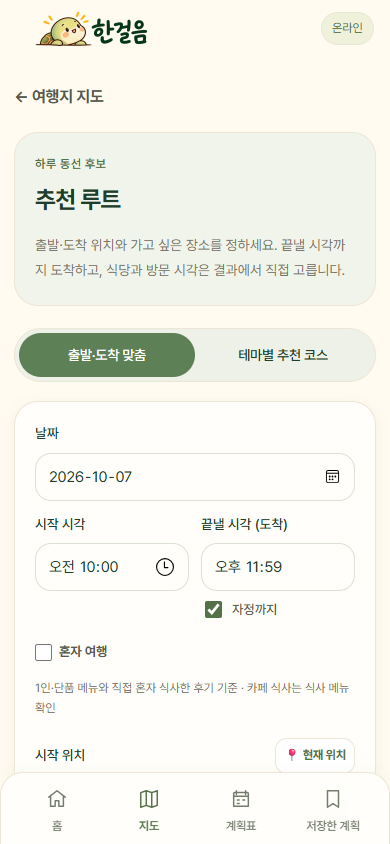 한걸음
온라인
← 여행지 지도
하루 동선 후보
추천 루트
출발·도착 위치와 가고 싶은 장소를 정하세요. 끝낼 시각까
지 도착하고, 식당과 방문 시각은 결과에서 직접 고릅니다.
출발·도착 맞춤
테마별 추천 코스
날짜
2026-10-07
시작 시각
끝낼 시각 (도착)
오전 10:00
오후 11:59
자정까지
혼자 여행
1인·단품 메뉴와 직접 혼자 식사한 후기 기준 · 카페 식사는 식사 메뉴
확인
시작 위치
현재 위치
홈
지도
계획표
저장한 계획